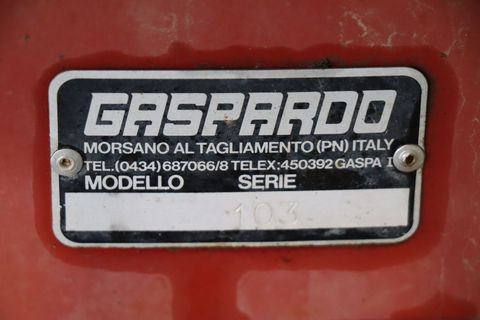 GASPARDO
MORSANO AL TAGLIAMENTO (PN) ITALY
TEL.(0434) 687066/8 TELEX:450392 GASPA I
MODELLO SERIE
103